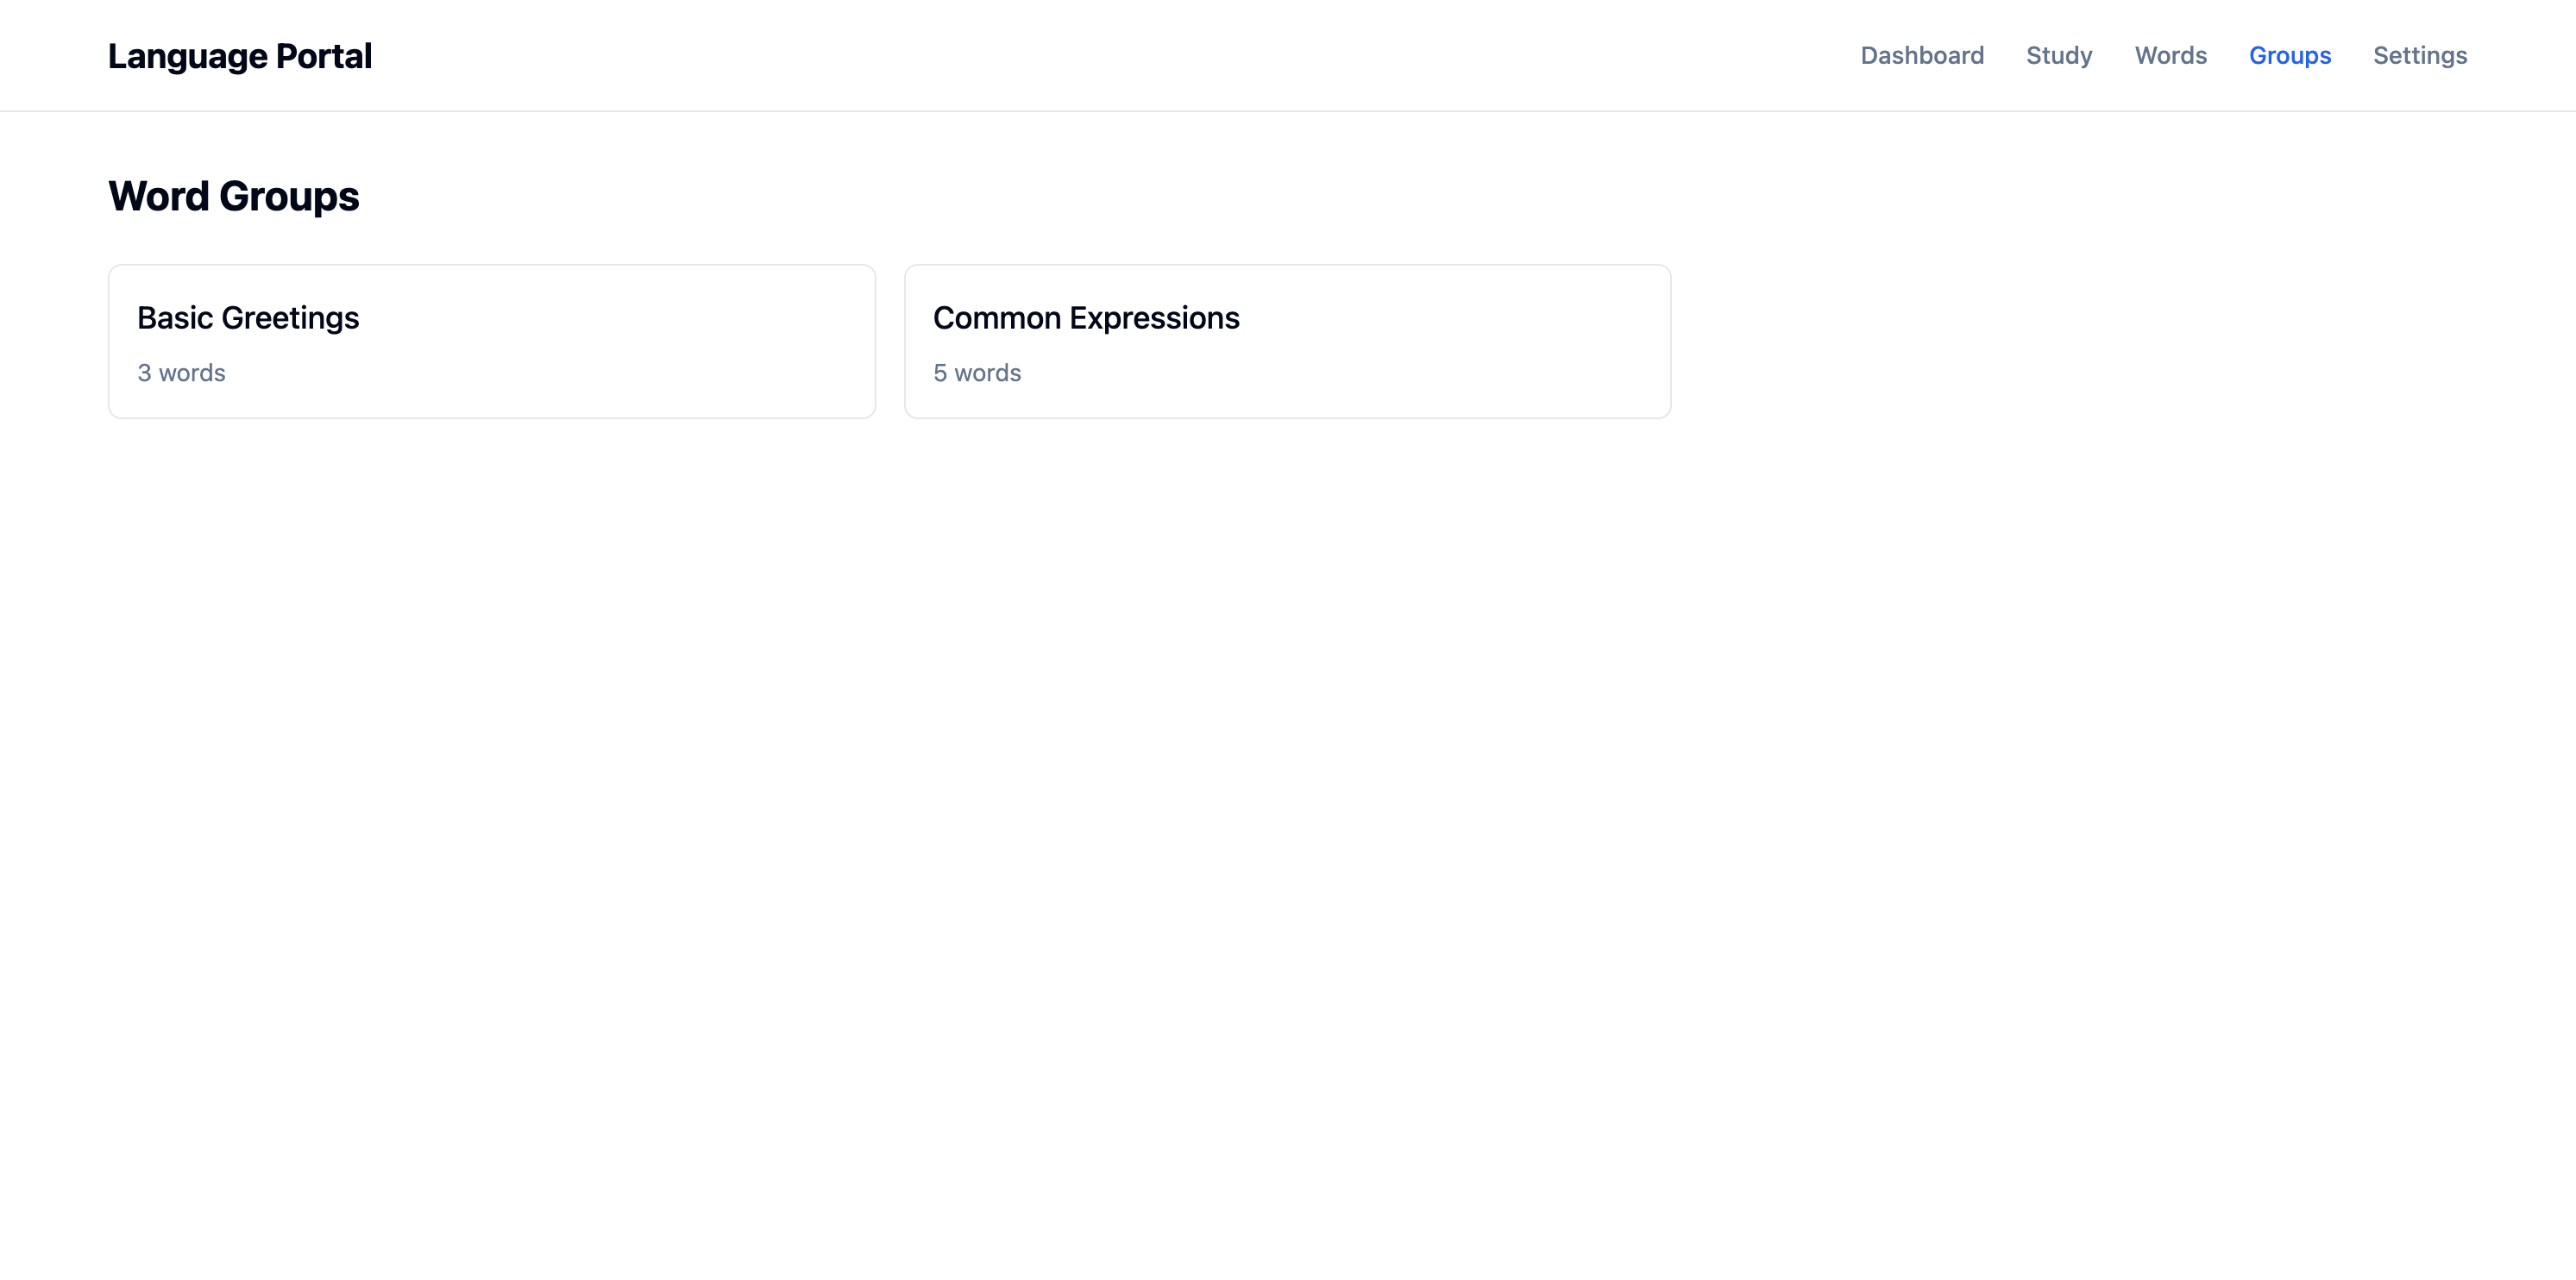 Language Portal
Dashboard Study Words Groups Settings
Word Groups
Basic Greetings
3 words
Common Expressions
5 words